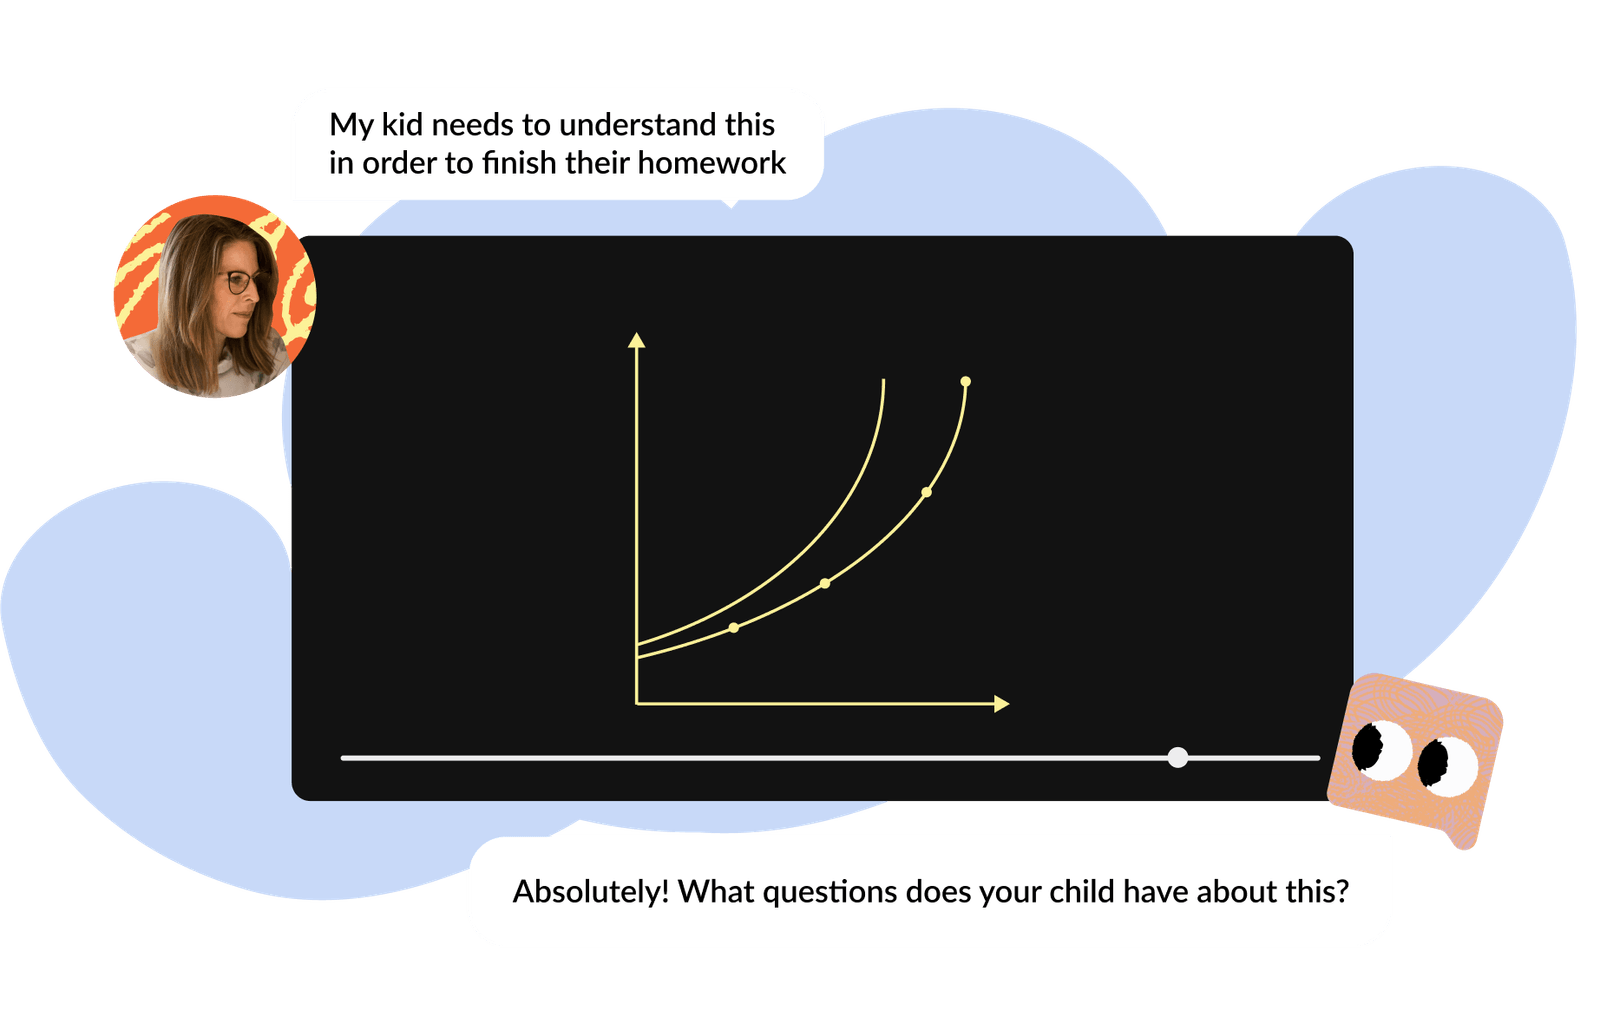 My kid needs to understand this
in order to finish their homework
Absolutely! What questions does your child have about this?